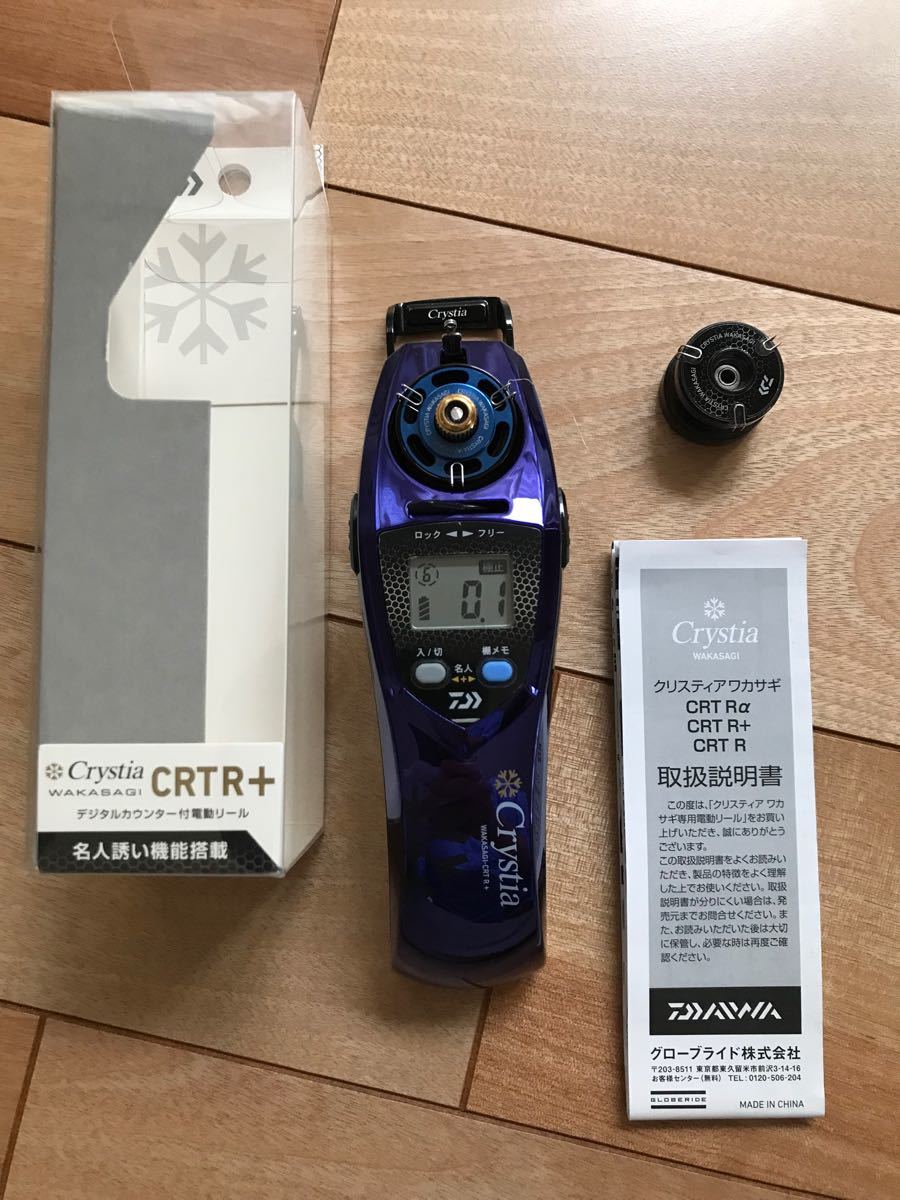 Crystia
WAKASAGI
CRTR+
デジタルカウンター付電動リール
名人誘い機能搭載
Crystia
CRYSTIA WAKASAGI
CRYSTIA
ロック ◀ ▶ フリー
6
棚止
0.1
入/切
名人
棚メモ
◀+▶
Crystia
WAKASAGI-CRT R+
CRYSTIA WAKASAGI
CRYSTIA WAKASAGI
Crystia
WAKASAGI
クリスティア ワカサギ
CRT Rα
CRT R+
CRT R
取扱説明書
この度は、「クリスティア ワカ
サギ専用電動リール」をお買い
上げいただき、誠にありがとう
ございます。
この取扱説明書をよくお読みい
ただき、製品の特徴をよく理解
した上でお使いください。取扱
説明書が分りにくい場合は、発
売元までお問合せください。ま
た、お読みいただいた後は大切
に保管し、必要な時は再度ご確
認ください。
DAIWA
グローブライド株式会社
〒203-8511 東京都東久留米市前沢3-14-16
お客様センター(無料) TEL:0120-506-204
GLOBERIDE
MADE IN CHINA